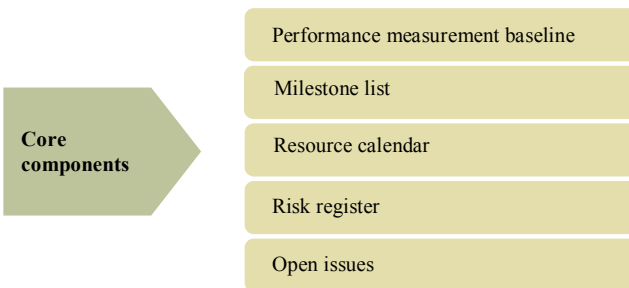 Performance measurement baseline
Milestone list
Core
components
Resource calendar
Risk register
Open issues